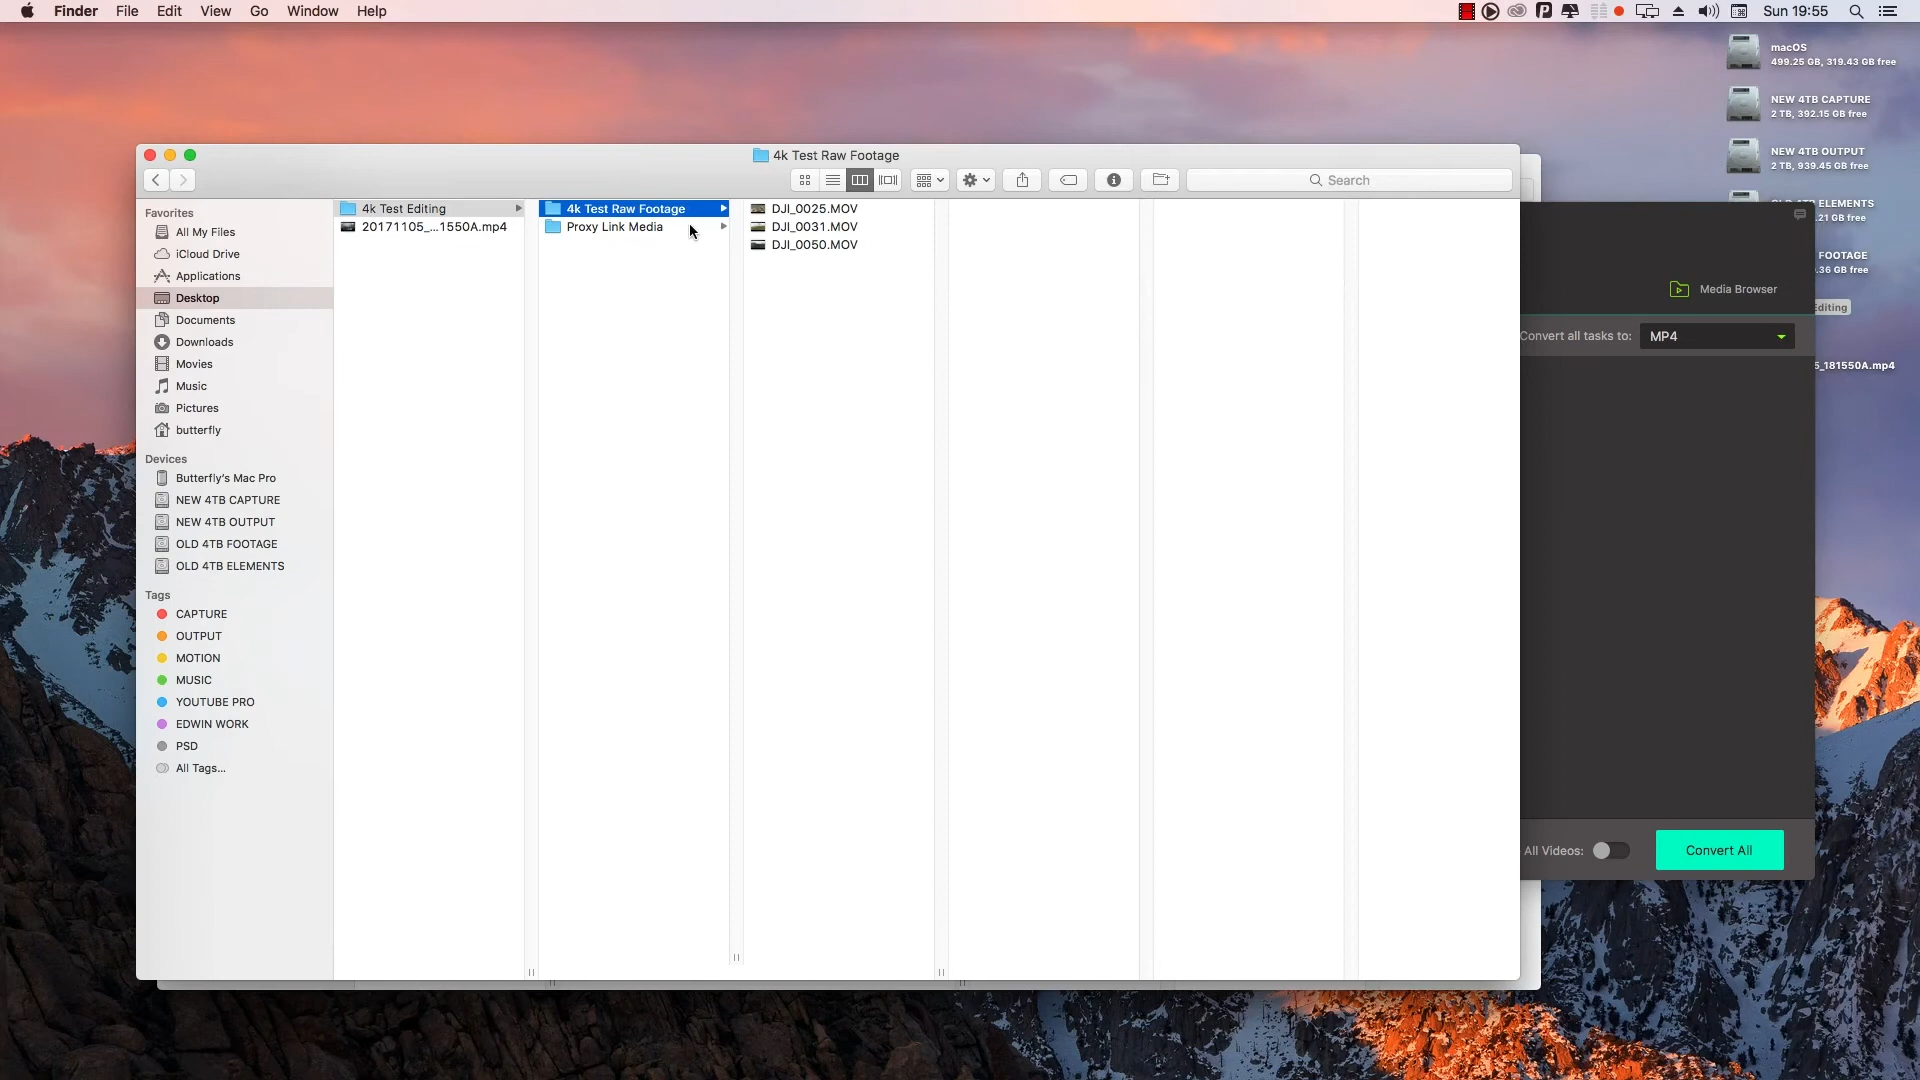 Finder File Edit View Go Window Help
Sun 19:55
macOS
499.25 GB, 319.43 GB free
NEW 4TB CAPTURE
2 TB, 392.15 GB free
NEW 4TB OUTPUT
2 TB, 939.45 GB free
ELEMENTS
.21 GB free
FOOTAGE
.36 GB free
Editing
5_181550A.mp4
4k Test Raw Footage
Search
Favorites
All My Files
iCloud Drive
Applications
Desktop
Documents
Downloads
Movies
Music
Pictures
butterfly
Devices
Butterfly's Mac Pro
NEW 4TB CAPTURE
NEW 4TB OUTPUT
OLD 4TB FOOTAGE
OLD 4TB ELEMENTS
Tags
CAPTURE
OUTPUT
MOTION
MUSIC
YOUTUBE PRO
EDWIN WORK
PSD
All Tags...
4k Test Editing
20171105_...1550A.mp4
4k Test Raw Footage
Proxy Link Media
DJI_0025.MOV
DJI_0031.MOV
DJI_0050.MOV
Media Browser
Convert all tasks to: MP4
All Videos:
Convert All